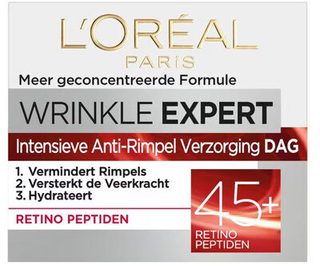 L'ORÉAL
PARIS
Meer geconcentreerde Formule
WRINKLE EXPERT
Intensieve Anti-Rimpel Verzorging DAG
1. Vermindert Rimpels
2. Versterkt de Veerkracht
3. Hydrateert
RETINO PEPTIDEN
45+
RETINO
PEPTIDEN